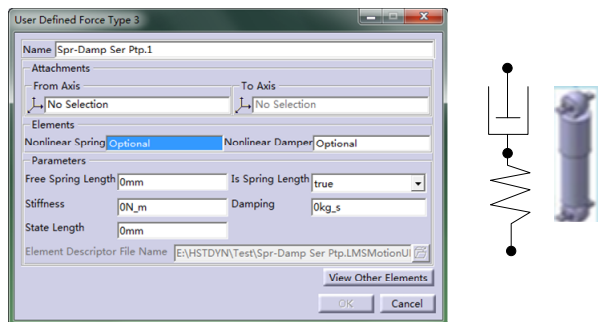 User Defined Force Type 3
Name Spr-Damp Ser Ptp.1
Attachments
From Axis To Axis
No Selection No Selection
Elements
Nonlinear Spring Optional Nonlinear Damper Optional
Parameters
Free Spring Length 0mm Is Spring Length true
Stiffness 0N_m Damping 0kg_s
State Length 0mm
Element Descriptor File Name E:\HSTDYN\Test\Spr-Damp Ser Ptp.LMSMotionUI
View Other Elements
OK Cancel